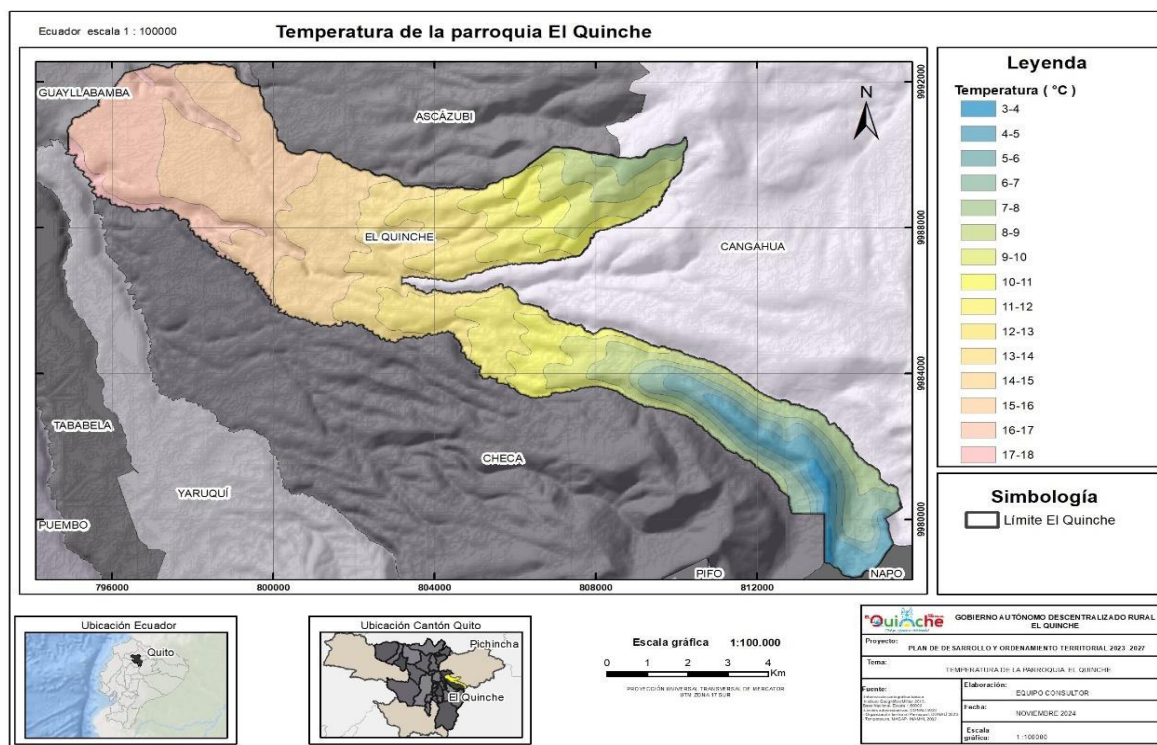 Ecuador escala 1 : 100000
Temperatura de la parroquia El Quinche
GUAYLLABAMBA
ASCÁZUBI
EL QUINCHE
CANGAHUA
TABABELA
CHECA
YARUQUÍ
PUEMBO
PIFO
NAPO
N
9992000
9988000
9984000
9980000
796000
800000
804000
808000
812000
Leyenda
Temperatura ( °C )
3-4
4-5
5-6
6-7
7-8
8-9
9-10
10-11
11-12
12-13
13-14
14-15
15-16
16-17
17-18
Simbología
Límite El Quinche
Ubicación Ecuador
Quito
Ubicación Cantón Quito
Pichincha
El Quinche
Escala gráfica 1:100.000
0 1 2 3 4
Km
PROYECCIÓN UNIVERSAL TRANSVERSAL DE MERCATOR
UTM ZONA 17 SUR
Quinche
GOBIERNO AUTÓNOMO DESCENTRALIZADO RURAL
EL QUINCHE
Proyecto:
PLAN DE DESARROLLO Y ORDENAMIENTO TERRITORIAL 2023 2027
Tema:
TEMPERATURA DE LA PARROQUIA EL QUINCHE
Fuente:
Elaboración:
EQUIPO CONSULTOR
Fecha:
NOVIEMBRE 2024
Escala
gráfica:
1 :100000